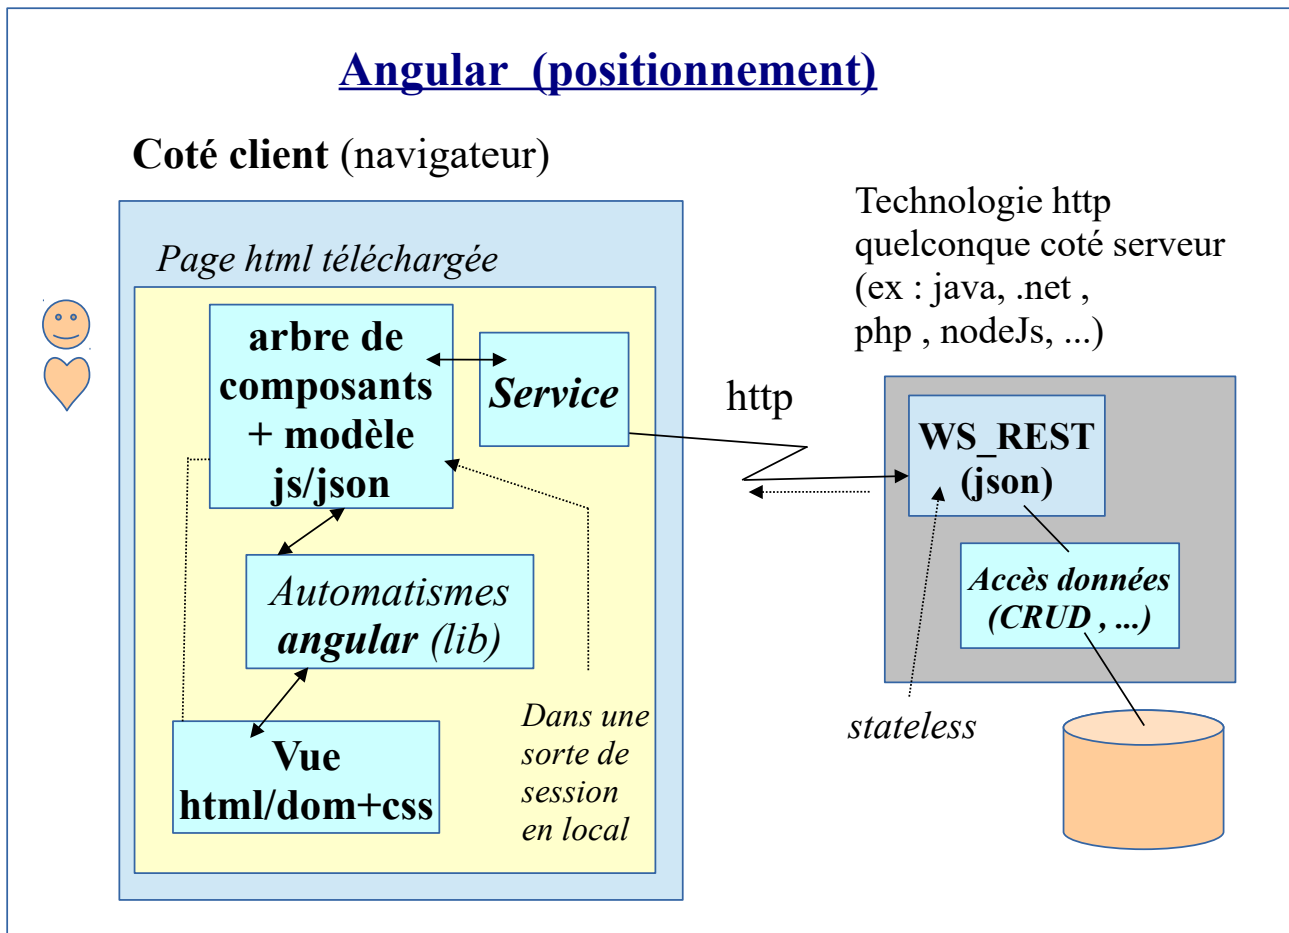 Angular (positionnement)
Coté client (navigateur)
Technologie http
quelconque coté serveur
(ex : java, .net ,
php , nodeJs, ...)
Page html téléchargée
arbre de
composants
+ modèle
js/json
Service
http
WS_REST
(json)
Automatismes
angular (lib)
Accès données
(CRUD , ...)
Dans une
sorte de
session
en local
stateless
Vue
html/dom+css